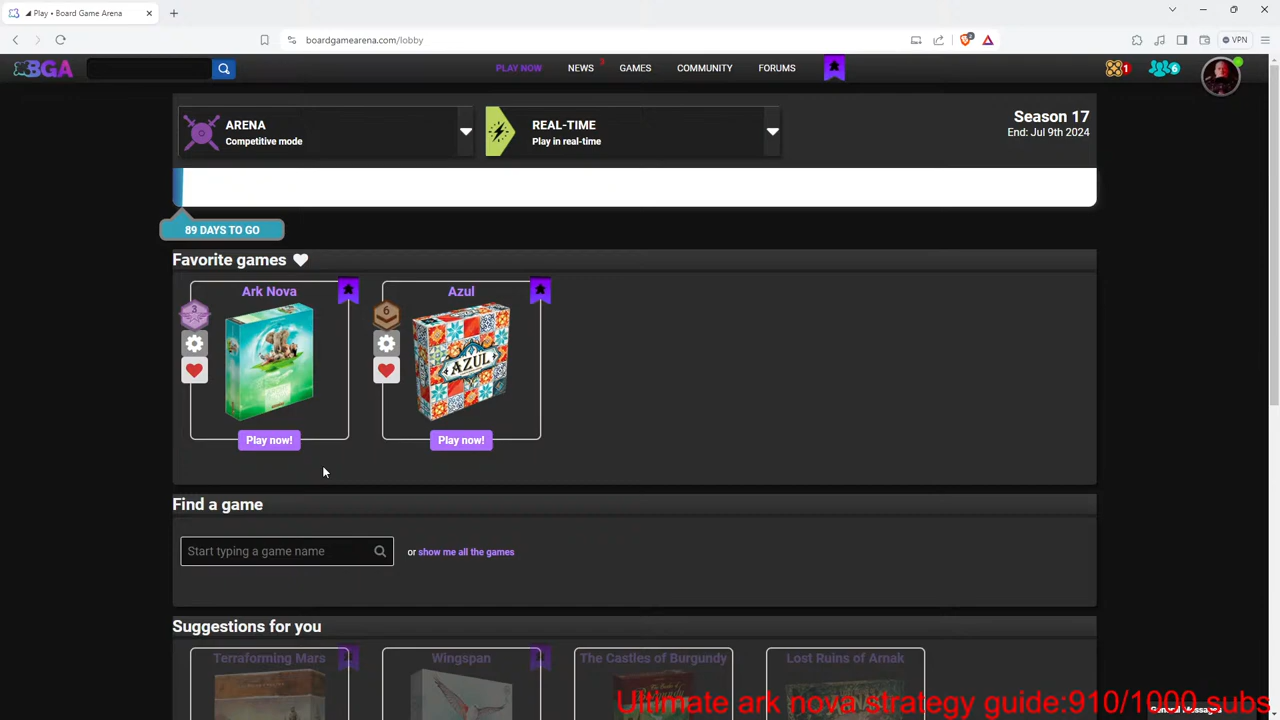 ◢ Play • Board Game Arena
boardgamearena.com/lobby
2
VPN
BGA
PLAY NOW
NEWS
GAMES
COMMUNITY
FORUMS
1
6
ARENA
Competitive mode
REAL-TIME
Play in real-time
Season 17
End: Jul 9th 2024
89 DAYS TO GO
Favorite games
Ark Nova
Azul
3
6
AZUL
Play now!
Play now!
Find a game
Start typing a game name
or show me all the games
Suggestions for you
Terraforming Mars
Wingspan
The Castles of Burgundy
Lost Ruins of Arnak
Ultimate ark nova strategy guide:910/1000 subs
General Messages